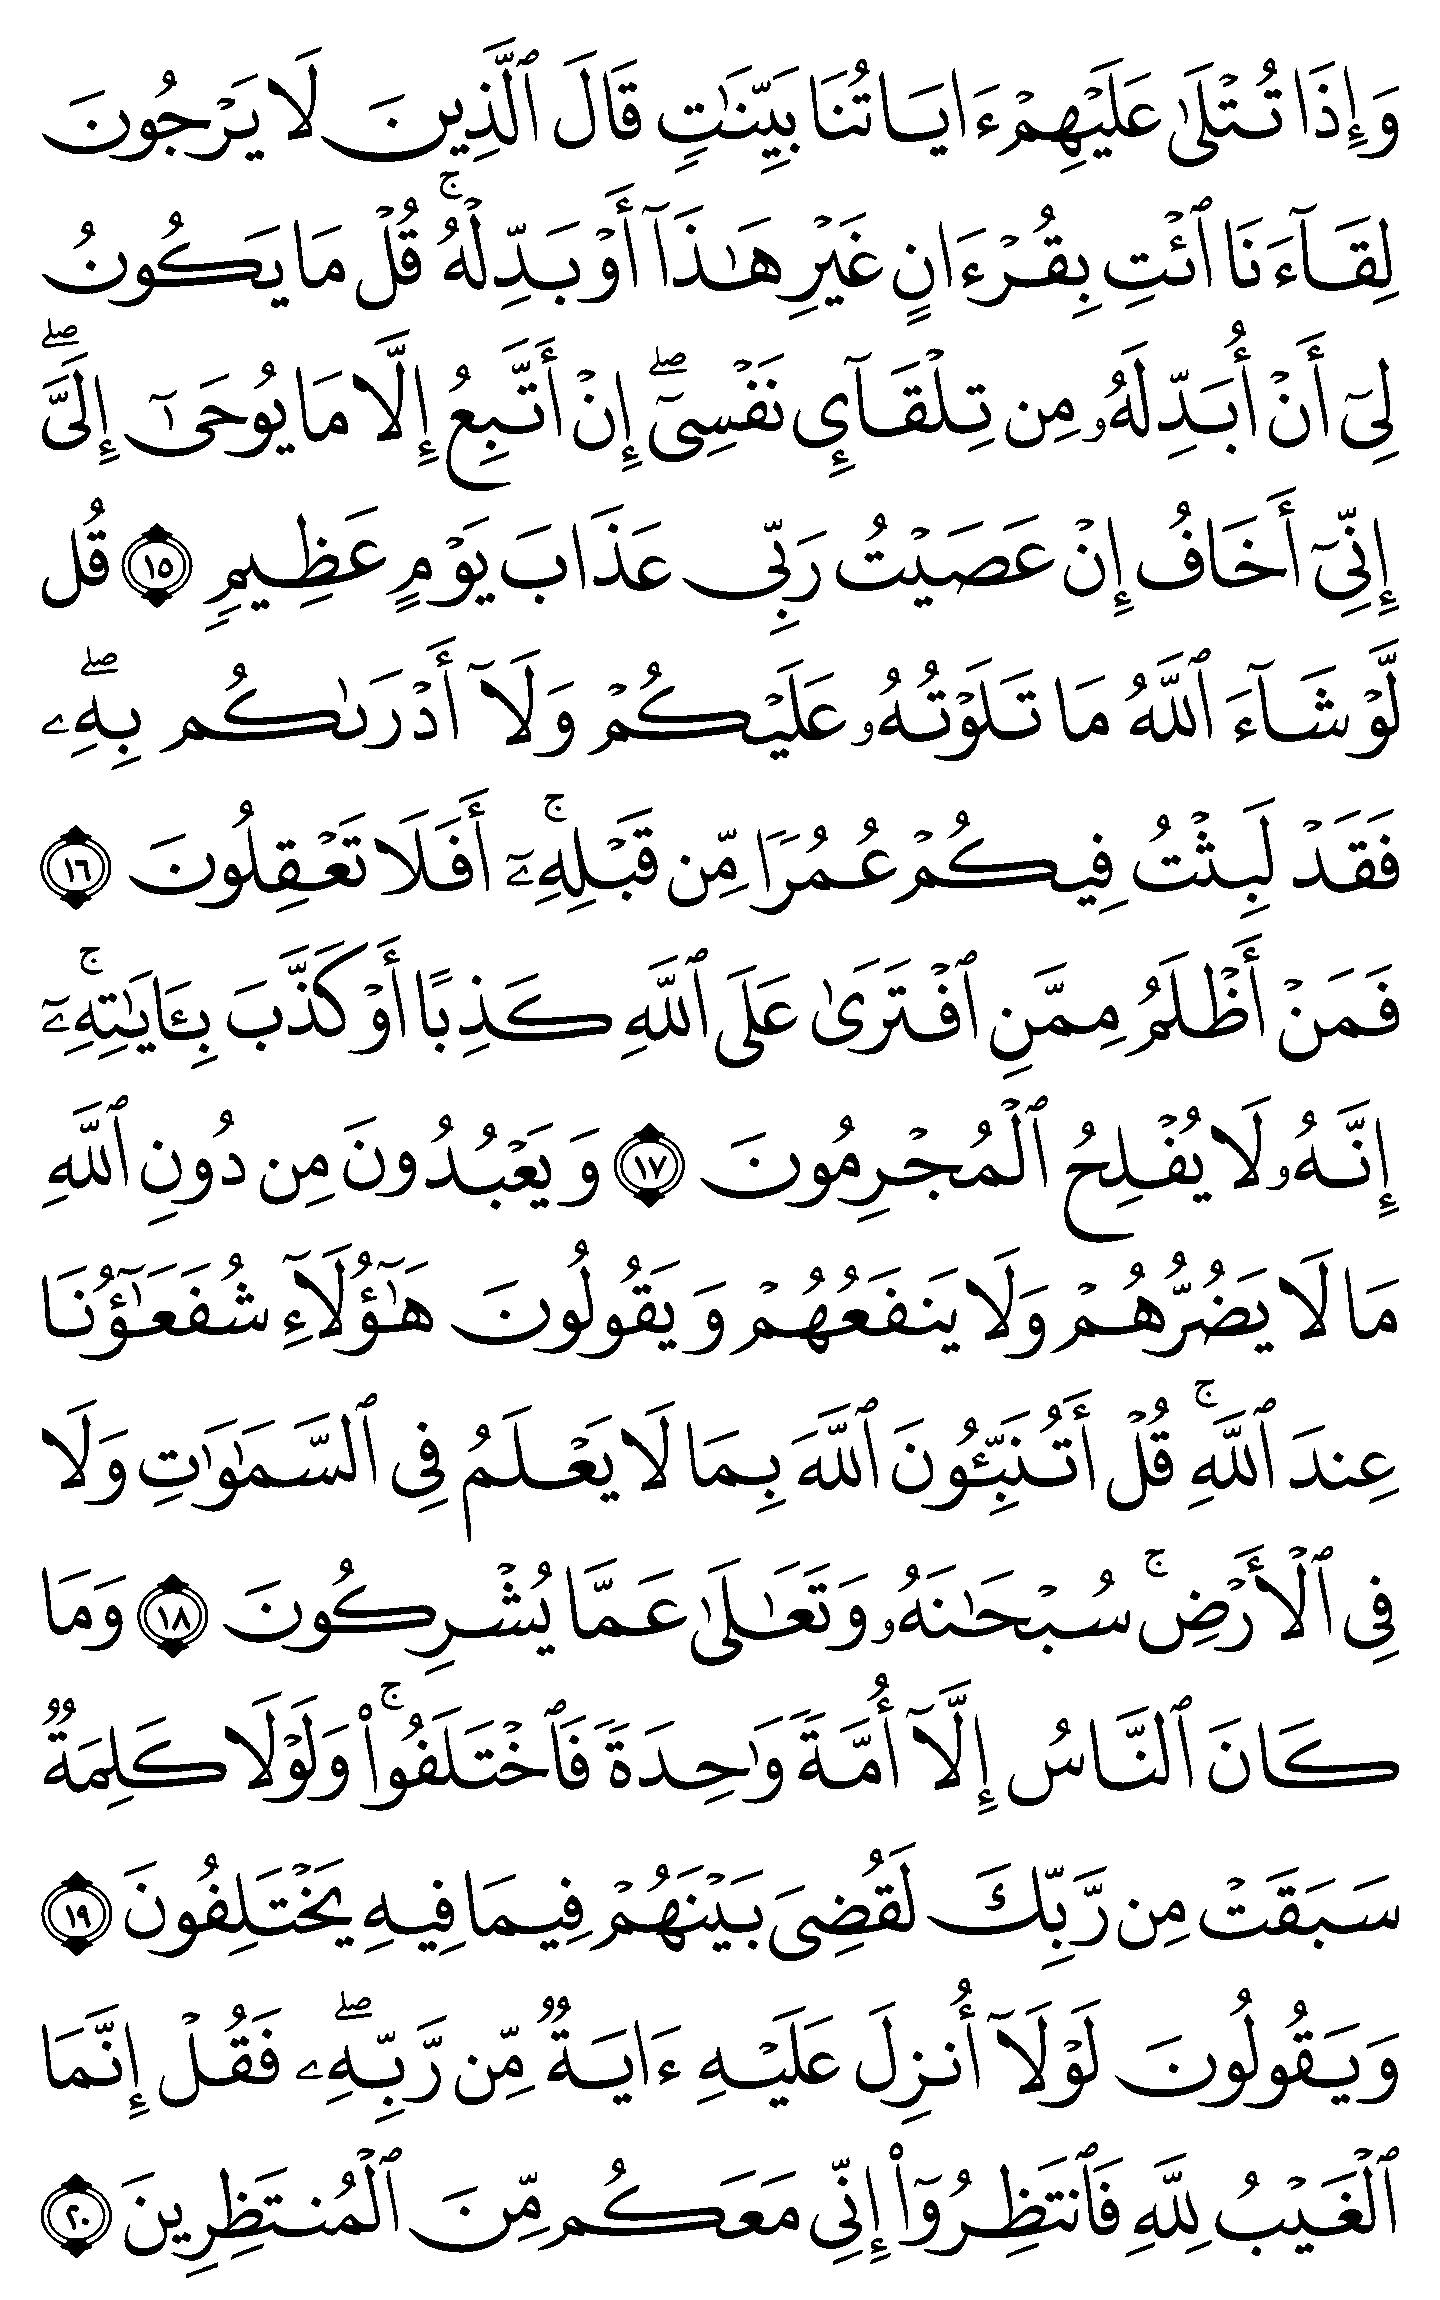 وَإِذَا تُتْلَىٰ عَلَيْهِمْ ءَايَاتُنَا بَيِّنَٰتٍ قَالَ ٱلَّذِينَ لَا يَرْجُونَ
لِقَآءَنَا ٱئْتِ بِقُرْءَانٍ غَيْرِ هَٰذَآ أَوْ بَدِّلْهُ ۚ قُلْ مَا يَكُونُ
لِىٓ أَنْ أُبَدِّلَهُۥ مِن تِلْقَآئِ نَفْسِىٓ ۖ إِنْ أَتَّبِعُ إِلَّا مَا يُوحَىٰٓ إِلَىَّ ۖ
إِنِّىٓ أَخَافُ إِنْ عَصَيْتُ رَبِّى عَذَابَ يَوْمٍ عَظِيمٍ ١٥ قُل
لَّوْ شَآءَ ٱللَّهُ مَا تَلَوْتُهُۥ عَلَيْكُمْ وَلَآ أَدْرَىٰكُم بِهِۦ ۖ
فَقَدْ لَبِثْتُ فِيكُمْ عُمُرًا مِّن قَبْلِهِۦٓ ۚ أَفَلَا تَعْقِلُونَ ١٦
فَمَنْ أَظْلَمُ مِمَّنِ ٱفْتَرَىٰ عَلَى ٱللَّهِ كَذِبًا أَوْ كَذَّبَ بِـَٔايَٰتِهِۦٓ ۚ
إِنَّهُۥ لَا يُفْلِحُ ٱلْمُجْرِمُونَ ١٧ وَيَعْبُدُونَ مِن دُونِ ٱللَّهِ
مَا لَا يَضُرُّهُمْ وَلَا يَنفَعُهُمْ وَيَقُولُونَ هَٰٓؤُلَآءِ شُفَعَٰٓؤُنَا
عِندَ ٱللَّهِ ۚ قُلْ أَتُنَبِّـُٔونَ ٱللَّهَ بِمَا لَا يَعْلَمُ فِى ٱلسَّمَٰوَٰتِ وَلَا
فِى ٱلْأَرْضِ ۚ سُبْحَٰنَهُۥ وَتَعَٰلَىٰ عَمَّا يُشْرِكُونَ ١٨ وَمَا
كَانَ ٱلنَّاسُ إِلَّآ أُمَّةً وَٰحِدَةً فَٱخْتَلَفُوا۟ ۚ وَلَوْلَا كَلِمَةٌ
سَبَقَتْ مِن رَّبِّكَ لَقُضِىَ بَيْنَهُمْ فِيمَا فِيهِ يَخْتَلِفُونَ ١٩
وَيَقُولُونَ لَوْلَآ أُنزِلَ عَلَيْهِ ءَايَةٌ مِّن رَّبِّهِۦ ۖ فَقُلْ إِنَّمَا
ٱلْغَيْبُ لِلَّهِ فَٱنتَظِرُوٓا۟ إِنِّى مَعَكُم مِّنَ ٱلْمُنتَظِرِينَ ٢٠